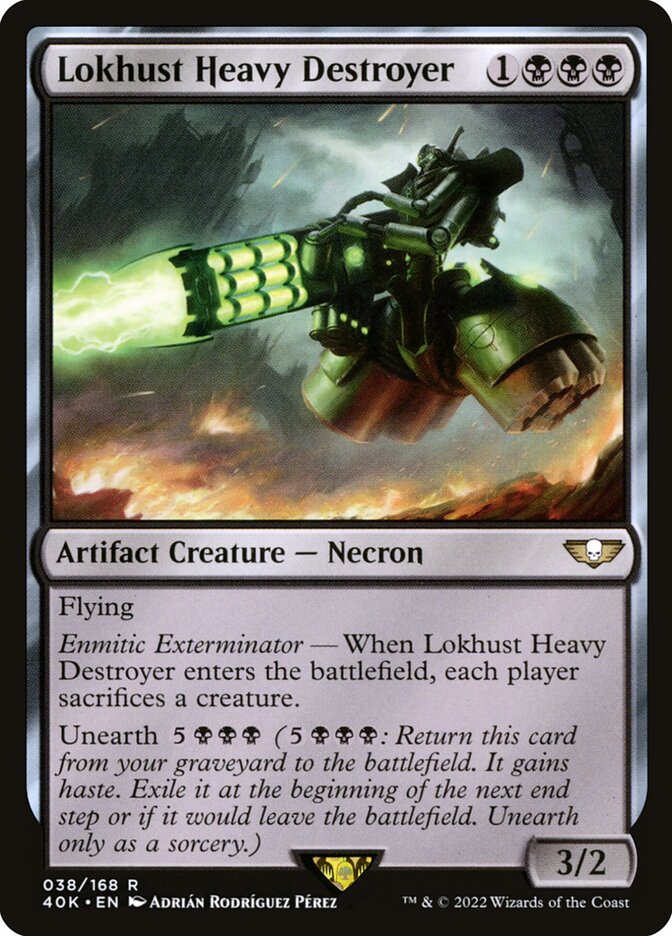 Lokhust Heavy Destroyer 1
Artifact Creature — Necron
Flying
Enmitic Exterminator — When Lokhust Heavy
Destroyer enters the battlefield, each player
sacrifices a creature.
Unearth 5 (5 : Return this card
from your graveyard to the battlefield. It gains
haste. Exile it at the beginning of the next end
step or if it would leave the battlefield. Unearth
only as a sorcery.)
3/2
038/168 R
40K • EN ADRIÁN RODRÍGUEZ PÉREZ ™ & © 2022 Wizards of the Coast